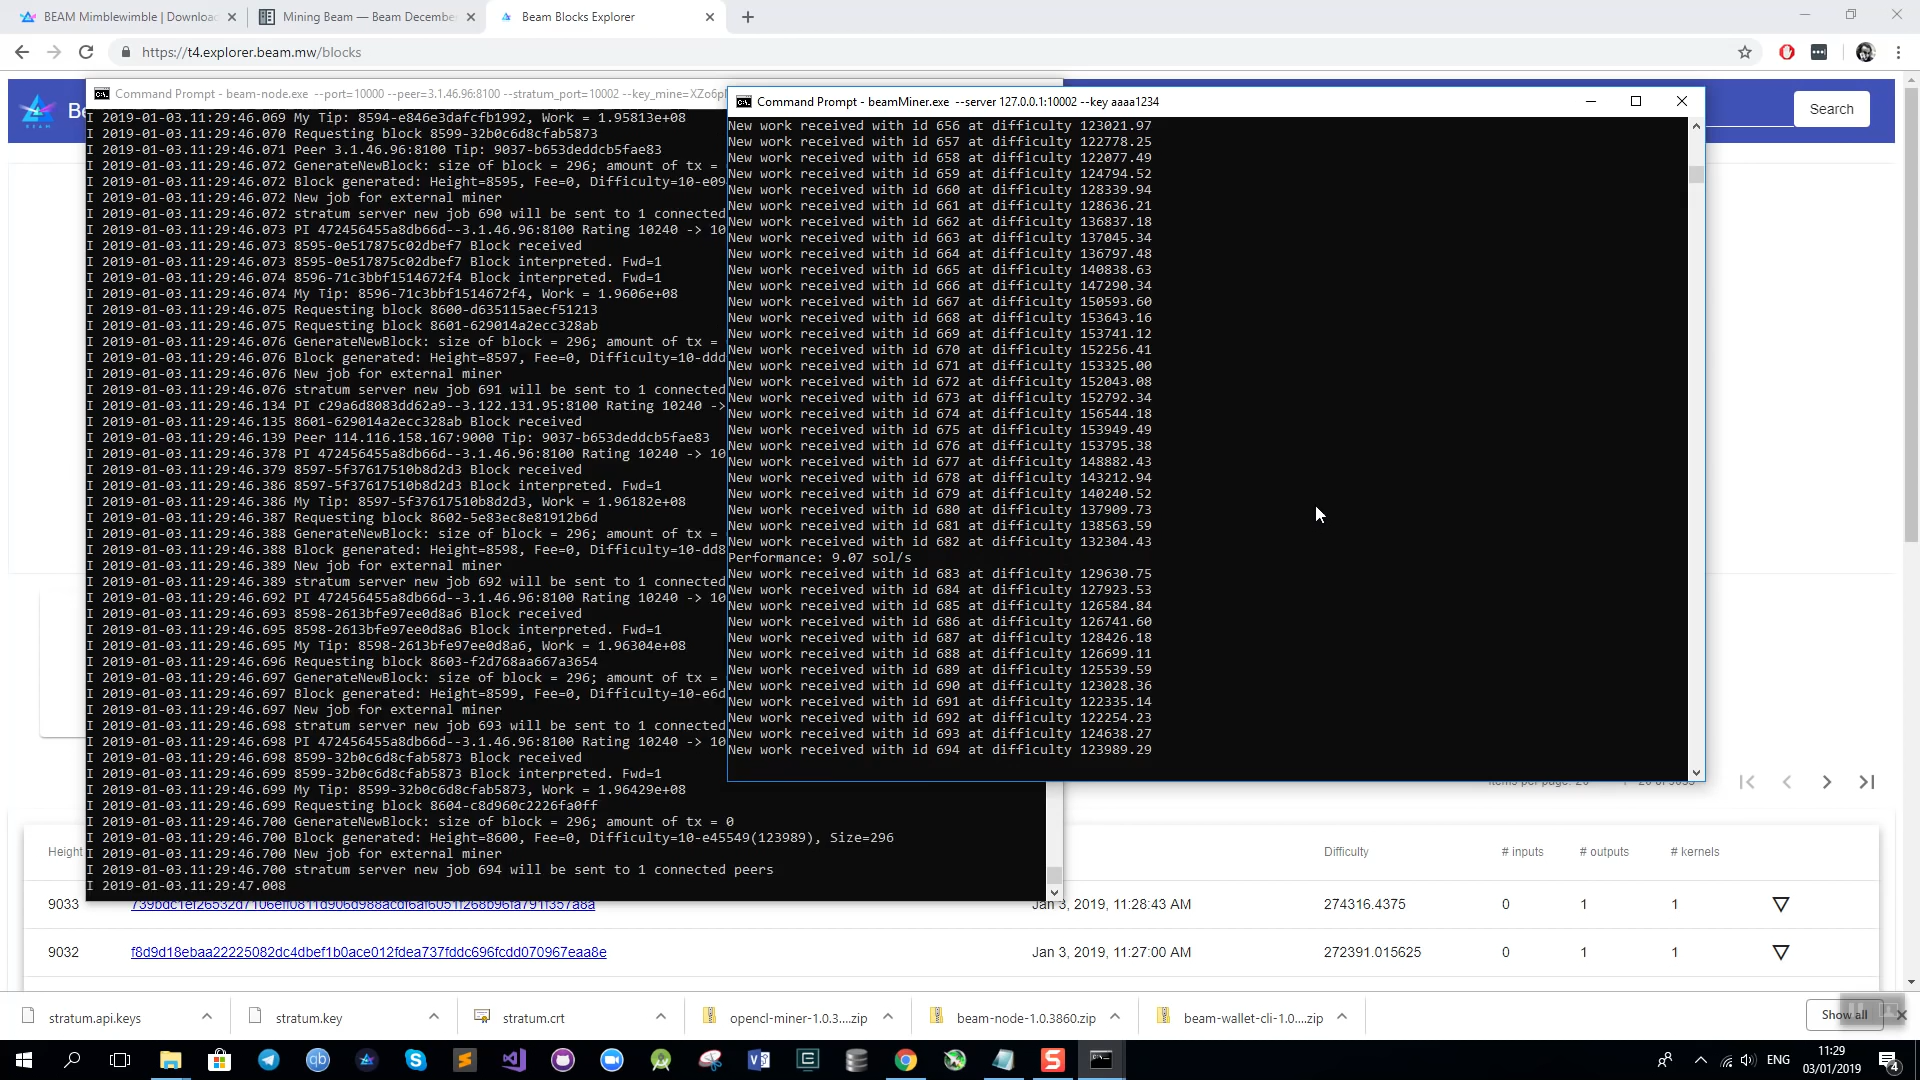 BEAM Mimblewimble | Downloa
Mining Beam — Beam Decembe
Beam Blocks Explorer
https://t4.explorer.beam.mw/blocks
Be
Search
Command Prompt - beam-node.exe --port=10000 --peer=3.1.46.96:8100 --stratum_port=10002 --key_mine=XZo6p
I 2019-01-03.11:29:46.069 My Tip: 8594-e846e3dafcfb1992, Work = 1.95813e+08
I 2019-01-03.11:29:46.070 Requesting block 8599-32b0c6d8cfab5873
I 2019-01-03.11:29:46.071 Peer 3.1.46.96:8100 Tip: 9037-b653deddcb5fae83
I 2019-01-03.11:29:46.072 GenerateNewBlock: size of block = 296; amount of tx =
I 2019-01-03.11:29:46.072 Block generated: Height=8595, Fee=0, Difficulty=10-e09
I 2019-01-03.11:29:46.072 New job for external miner
I 2019-01-03.11:29:46.072 stratum server new job 690 will be sent to 1 connected
I 2019-01-03.11:29:46.073 PI 472456455a8db66d--3.1.46.96:8100 Rating 10240 -> 10
I 2019-01-03.11:29:46.073 8595-0e517875c02dbef7 Block received
I 2019-01-03.11:29:46.073 8595-0e517875c02dbef7 Block interpreted. Fwd=1
I 2019-01-03.11:29:46.074 8596-71c3bbf1514672f4 Block interpreted. Fwd=1
I 2019-01-03.11:29:46.074 My Tip: 8596-71c3bbf1514672f4, Work = 1.9606e+08
I 2019-01-03.11:29:46.075 Requesting block 8600-d635115aecf51213
I 2019-01-03.11:29:46.075 Requesting block 8601-629014a2ecc328ab
I 2019-01-03.11:29:46.076 GenerateNewBlock: size of block = 296; amount of tx =
I 2019-01-03.11:29:46.076 Block generated: Height=8597, Fee=0, Difficulty=10-ddd
I 2019-01-03.11:29:46.076 New job for external miner
I 2019-01-03.11:29:46.076 stratum server new job 691 will be sent to 1 connected
I 2019-01-03.11:29:46.134 PI c29a6d8083dd62a9--3.122.131.95:8100 Rating 10240 ->
I 2019-01-03.11:29:46.135 8601-629014a2ecc328ab Block received
I 2019-01-03.11:29:46.139 Peer 114.116.158.167:9000 Tip: 9037-b653deddcb5fae83
I 2019-01-03.11:29:46.378 PI 472456455a8db66d--3.1.46.96:8100 Rating 10240 -> 10
I 2019-01-03.11:29:46.379 8597-5f37617510b8d2d3 Block received
I 2019-01-03.11:29:46.386 8597-5f37617510b8d2d3 Block interpreted. Fwd=1
I 2019-01-03.11:29:46.386 My Tip: 8597-5f37617510b8d2d3, Work = 1.96182e+08
I 2019-01-03.11:29:46.387 Requesting block 8602-5e83ec8e81912b6d
I 2019-01-03.11:29:46.388 GenerateNewBlock: size of block = 296; amount of tx =
I 2019-01-03.11:29:46.388 Block generated: Height=8598, Fee=0, Difficulty=10-dd8
I 2019-01-03.11:29:46.389 New job for external miner
I 2019-01-03.11:29:46.389 stratum server new job 692 will be sent to 1 connected
I 2019-01-03.11:29:46.692 PI 472456455a8db66d--3.1.46.96:8100 Rating 10240 -> 10
I 2019-01-03.11:29:46.693 8598-2613bfe97ee0d8a6 Block received
I 2019-01-03.11:29:46.695 8598-2613bfe97ee0d8a6 Block interpreted. Fwd=1
I 2019-01-03.11:29:46.695 My Tip: 8598-2613bfe97ee0d8a6, Work = 1.96304e+08
I 2019-01-03.11:29:46.696 Requesting block 8603-f2d768aa667a3654
I 2019-01-03.11:29:46.697 GenerateNewBlock: size of block = 296; amount of tx =
I 2019-01-03.11:29:46.697 Block generated: Height=8599, Fee=0, Difficulty=10-e6d
I 2019-01-03.11:29:46.697 New job for external miner
I 2019-01-03.11:29:46.698 stratum server new job 693 will be sent to 1 connected
I 2019-01-03.11:29:46.698 PI 472456455a8db66d--3.1.46.96:8100 Rating 10240 -> 10
I 2019-01-03.11:29:46.698 8599-32b0c6d8cfab5873 Block received
I 2019-01-03.11:29:46.699 8599-32b0c6d8cfab5873 Block interpreted. Fwd=1
I 2019-01-03.11:29:46.699 My Tip: 8599-32b0c6d8cfab5873, Work = 1.96429e+08
I 2019-01-03.11:29:46.699 Requesting block 8604-c8d960c2226fa0ff
I 2019-01-03.11:29:46.700 GenerateNewBlock: size of block = 296; amount of tx = 0
I 2019-01-03.11:29:46.700 Block generated: Height=8600, Fee=0, Difficulty=10-e45549(123989), Size=296
I 2019-01-03.11:29:46.700 New job for external miner
I 2019-01-03.11:29:46.700 stratum server new job 694 will be sent to 1 connected peers
I 2019-01-03.11:29:47.008
Command Prompt - beamMiner.exe --server 127.0.0.1:10002 --key aaaa1234
New work received with id 656 at difficulty 123021.97
New work received with id 657 at difficulty 122778.25
New work received with id 658 at difficulty 122077.49
New work received with id 659 at difficulty 124794.52
New work received with id 660 at difficulty 128339.94
New work received with id 661 at difficulty 128636.21
New work received with id 662 at difficulty 136837.18
New work received with id 663 at difficulty 137045.34
New work received with id 664 at difficulty 136797.48
New work received with id 665 at difficulty 140838.63
New work received with id 666 at difficulty 147290.34
New work received with id 667 at difficulty 150593.60
New work received with id 668 at difficulty 153643.16
New work received with id 669 at difficulty 153741.12
New work received with id 670 at difficulty 152256.41
New work received with id 671 at difficulty 153325.00
New work received with id 672 at difficulty 152043.08
New work received with id 673 at difficulty 152792.34
New work received with id 674 at difficulty 156544.18
New work received with id 675 at difficulty 153949.49
New work received with id 676 at difficulty 153795.38
New work received with id 677 at difficulty 148882.43
New work received with id 678 at difficulty 143212.94
New work received with id 679 at difficulty 140240.52
New work received with id 680 at difficulty 137909.73
New work received with id 681 at difficulty 138563.59
New work received with id 682 at difficulty 132304.43
Performance: 9.07 sol/s
New work received with id 683 at difficulty 129630.75
New work received with id 684 at difficulty 127923.53
New work received with id 685 at difficulty 126584.84
New work received with id 686 at difficulty 126741.60
New work received with id 687 at difficulty 128426.18
New work received with id 688 at difficulty 126699.11
New work received with id 689 at difficulty 125539.59
New work received with id 690 at difficulty 123028.36
New work received with id 691 at difficulty 122335.14
New work received with id 692 at difficulty 122254.23
New work received with id 693 at difficulty 124638.27
New work received with id 694 at difficulty 123989.29
Height Difficulty # inputs # outputs # kernels
9033 Jan 3, 2019, 11:28:43 AM 274316.4375 0 1 1
9032 f8d9d18ebaa22225082dc4dbef1b0ace012fdea737fddc696fcdd070967eaa8e Jan 3, 2019, 11:27:00 AM 272391.015625 0 1 1
stratum.api.keys
stratum.key
stratum.crt
opencl-miner-1.0.3....zip
beam-node-1.0.3860.zip
beam-wallet-cli-1.0....zip
Show all
ENG
11:29
03/01/2019
4